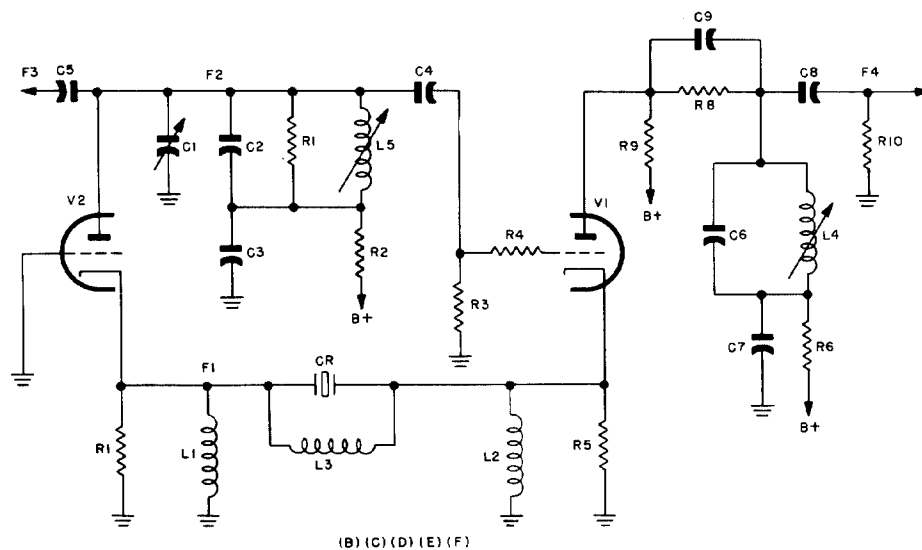 C9
F3
C5
F2
C4
C8
F4
R8
C1
C2
R1
L5
R9
R10
V2
B+
V1
C3
R2
R4
C6
L4
B+
R3
C7
R6
F1
CR
B+
R1
L1
L3
L2
R5
(B)(C)(D)(E)(F)